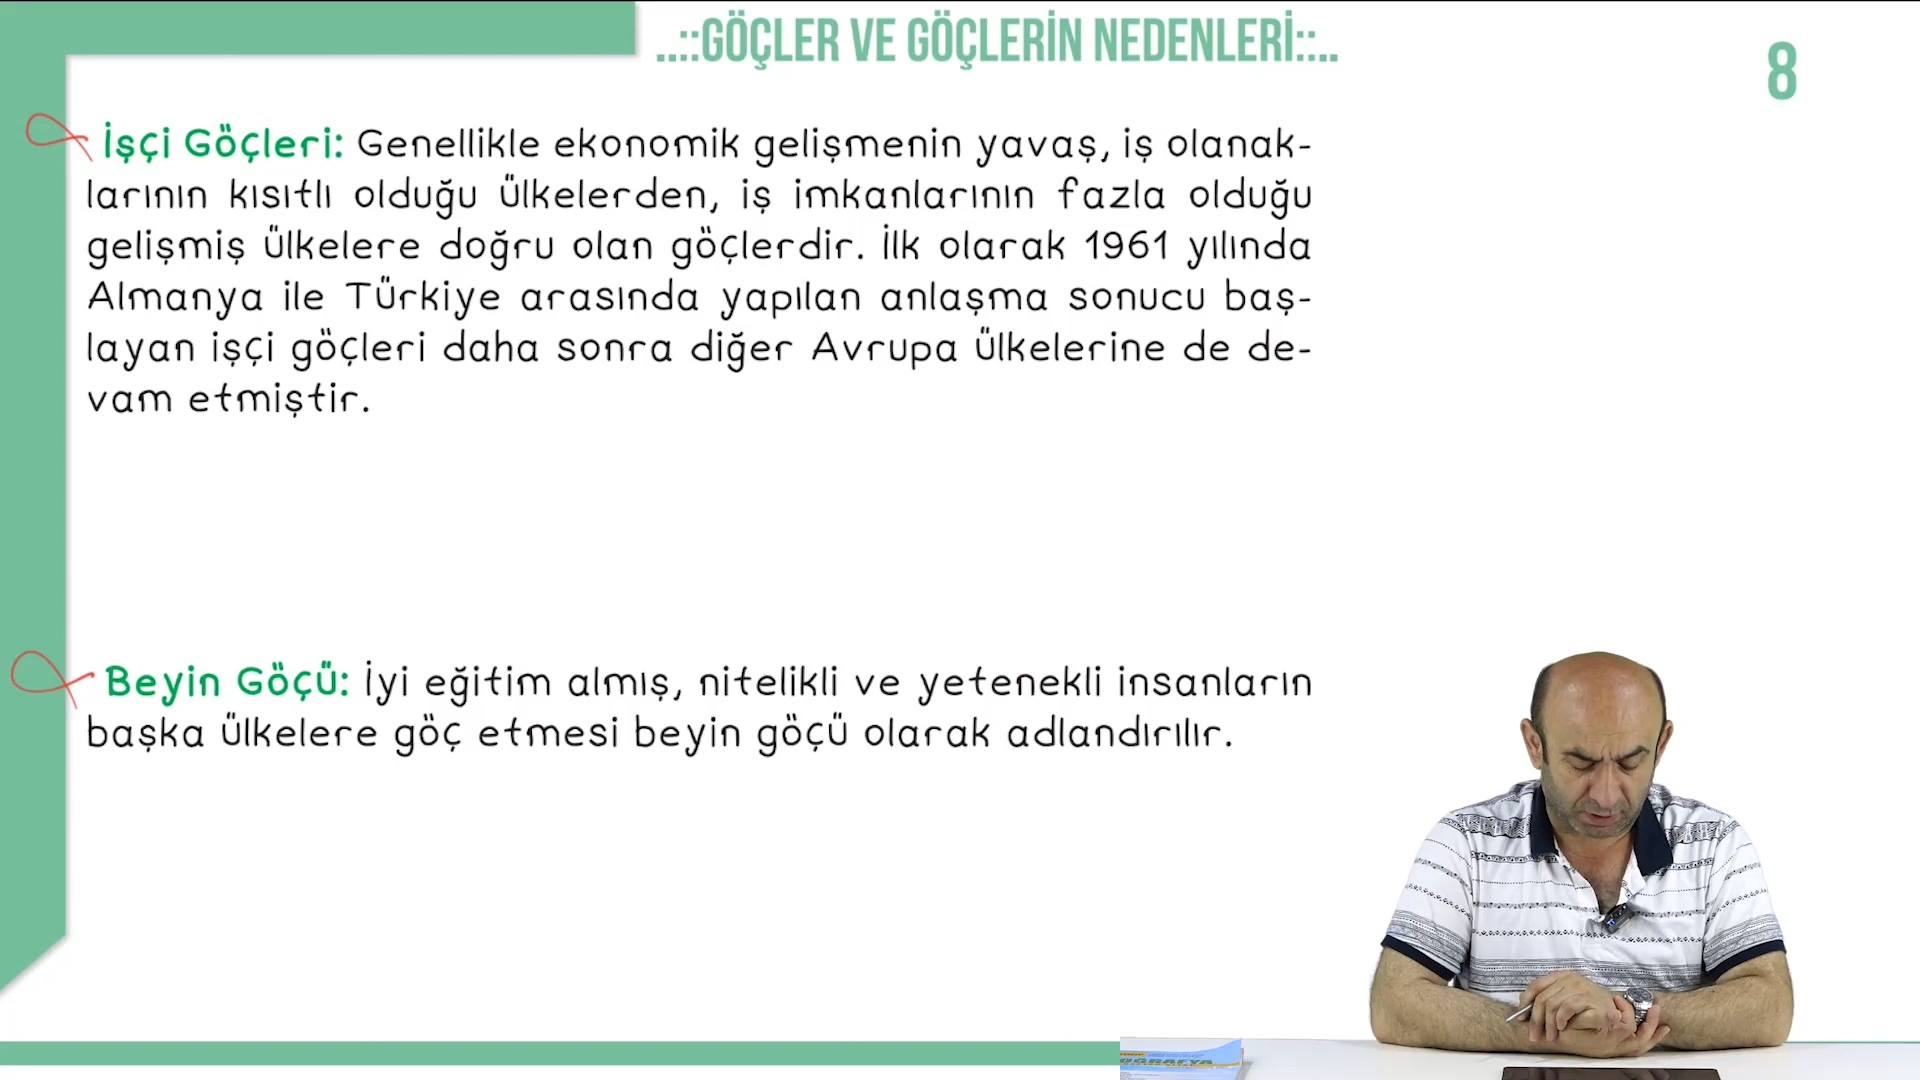 ..::GÖÇLER VE GÖÇLERİN NEDENLERİ::..
8
İşçi Göçleri: Genellikle ekonomik gelişmenin yavaş, iş olanak-
larının kısıtlı olduğu ülkelerden, iş imkanlarının fazla olduğu
gelişmiş ülkelere doğru olan göçlerdir. İlk olarak 1961 yılında
Almanya ile Türkiye arasında yapılan anlaşma sonucu baş-
layan işçi göçleri daha sonra diğer Avrupa ülkelerine de de-
vam etmiştir.
Beyin Göçü: İyi eğitim almış, nitelikli ve yetenekli insanların
başka ülkelere göç etmesi beyin göçü olarak adlandırılır.